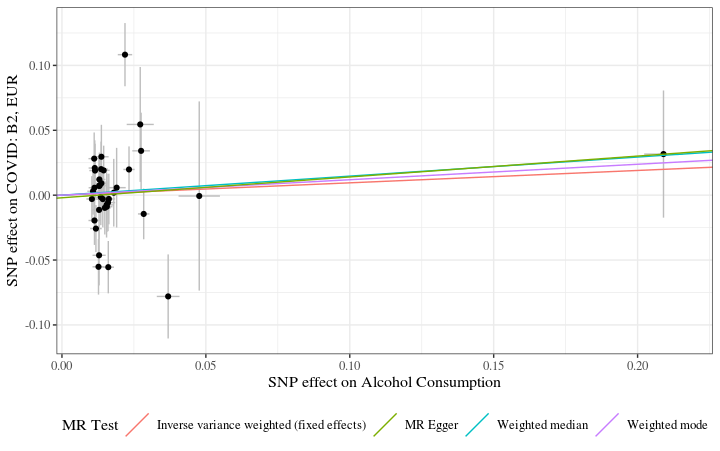 SNP effect on COVID: B2, EUR
0.10
0.05
0.00
-0.05
-0.10
0.00 0.05 0.10 0.15 0.20
SNP effect on Alcohol Consumption
MR Test Inverse variance weighted (fixed effects) MR Egger Weighted median Weighted mode